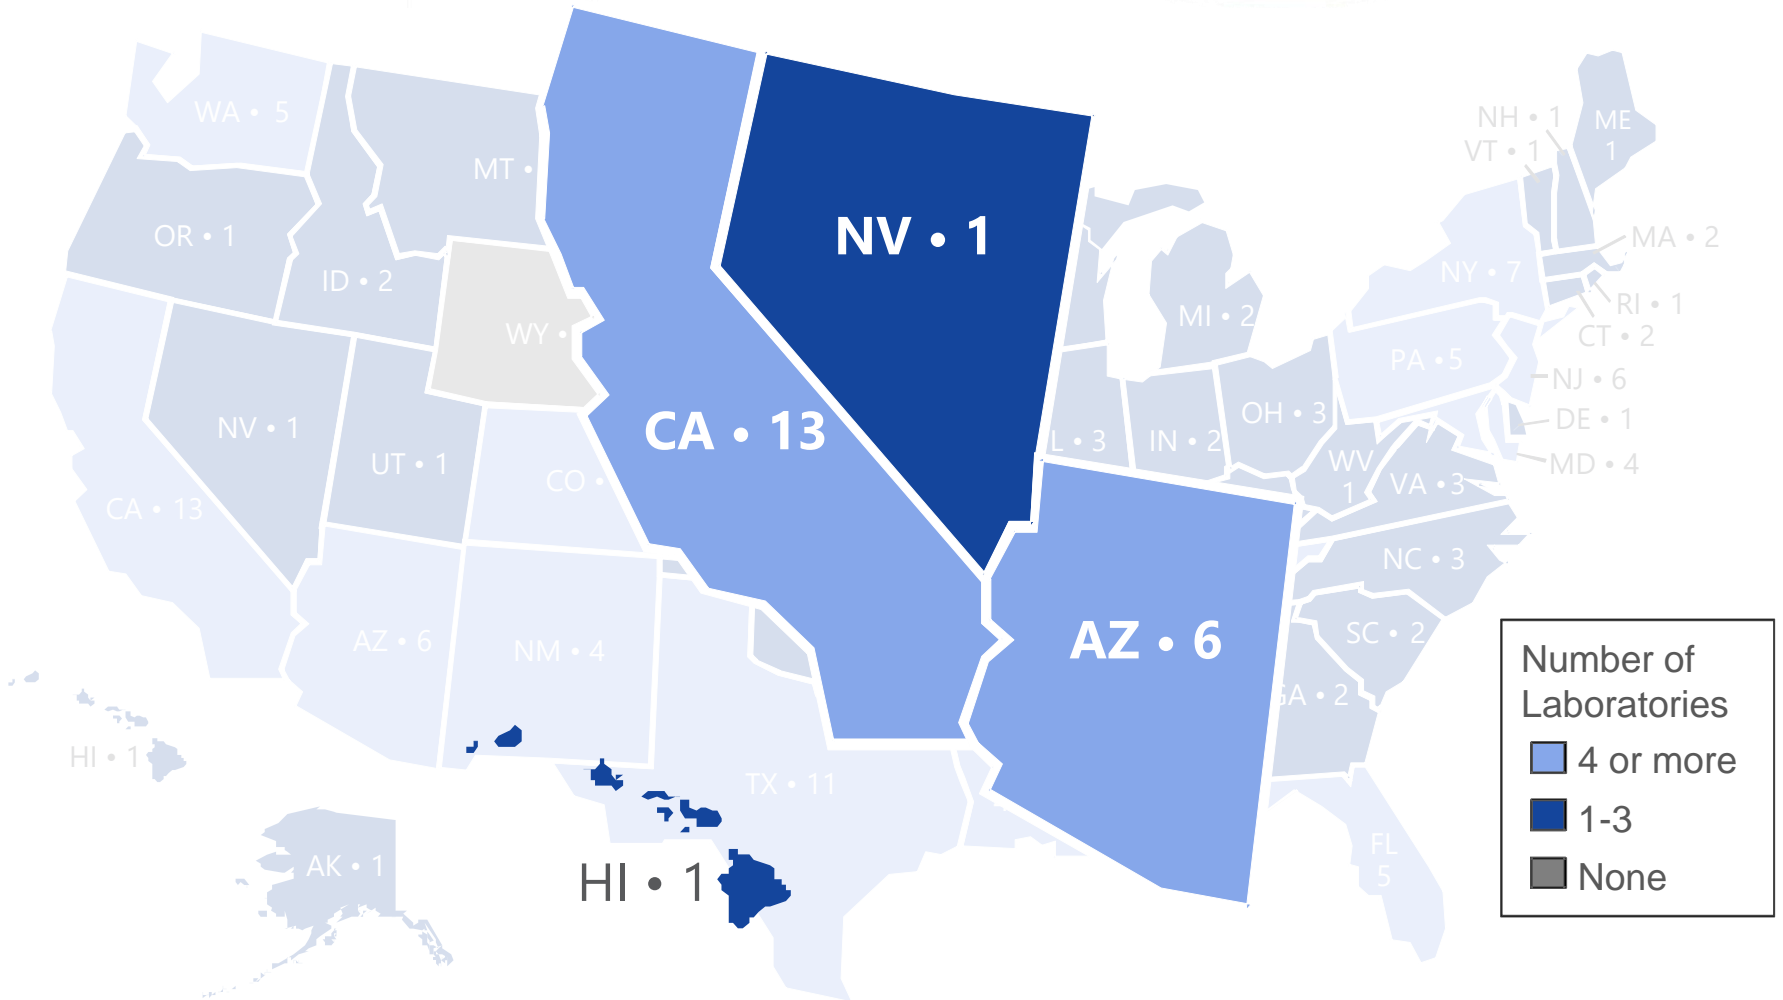 WA • 5
MT •
OR • 1
ID • 2
WY •
NV • 1
UT • 1
CO •
CA • 13
AZ • 6
NM • 4
TX • 11
HI • 1
AK • 1
NV • 1
CA • 13
AZ • 6
HI • 1
NH • 1
VT • 1
ME
1
MA • 2
NY • 7
RI • 1
CT • 2
MI • 2
PA • 5
NJ • 6
OH • 3
DE • 1
L • 3
IN • 2
MD • 4
WV
1
VA • 3
NC • 3
SC • 2
GA • 2
FL
5
Number of
Laboratories
4 or more
1-3
None